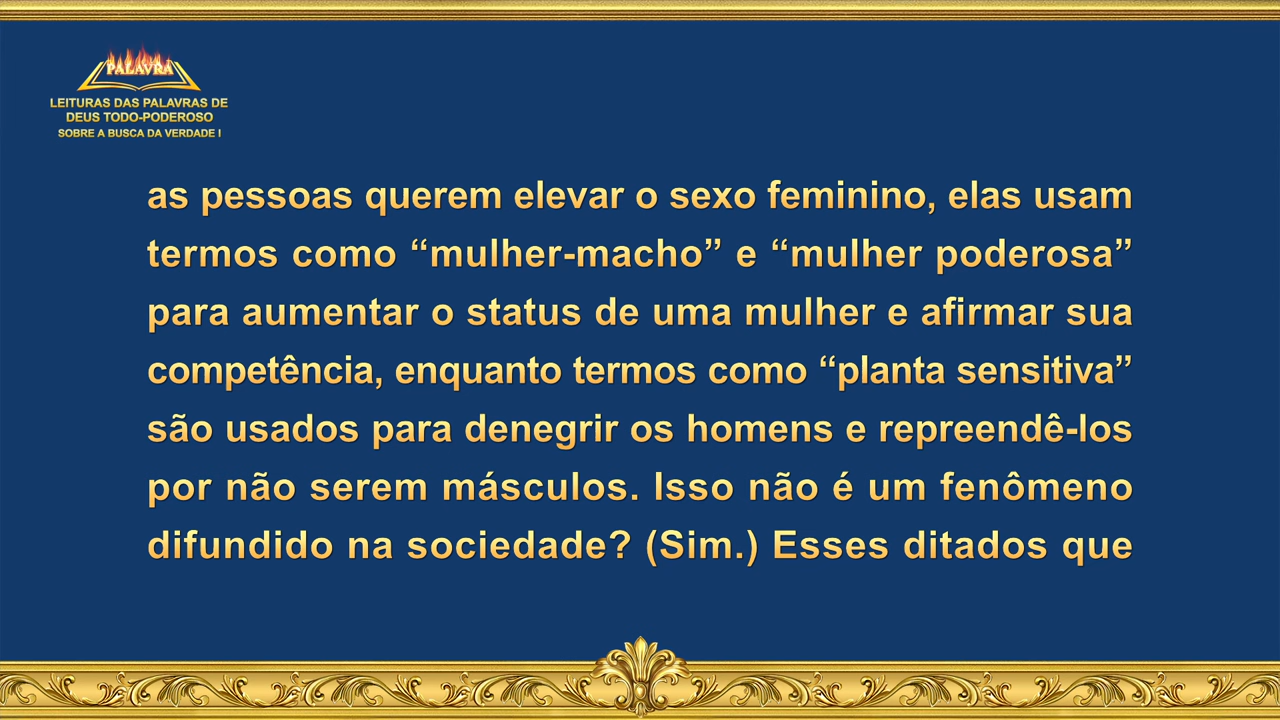 PALAVRA
LEITURAS DAS PALAVRAS DE
DEUS TODO-PODEROSO
SOBRE A BUSCA DA VERDADE I
as pessoas querem elevar o sexo feminino, elas usam
termos como “mulher-macho” e “mulher poderosa”
para aumentar o status de uma mulher e afirmar sua
competência, enquanto termos como “planta sensitiva”
são usados para denegrir os homens e repreendê-los
por não serem másculos. Isso não é um fenômeno
difundido na sociedade? (Sim.) Esses ditados que